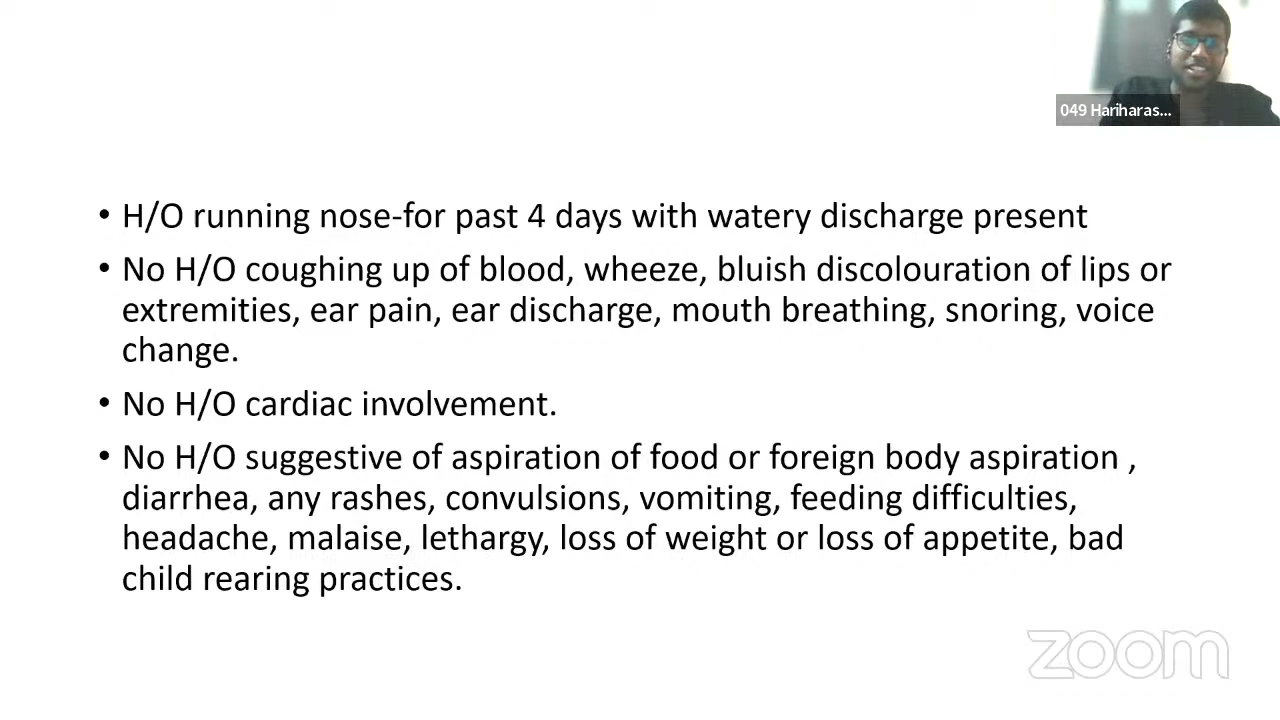 049 Hariharas...
• H/O running nose-for past 4 days with watery discharge present
• No H/O coughing up of blood, wheeze, bluish discolouration of lips or
extremities, ear pain, ear discharge, mouth breathing, snoring, voice
change.
• No H/O cardiac involvement.
• No H/O suggestive of aspiration of food or foreign body aspiration ,
diarrhea, any rashes, convulsions, vomiting, feeding difficulties,
headache, malaise, lethargy, loss of weight or loss of appetite, bad
child rearing practices.
zoom